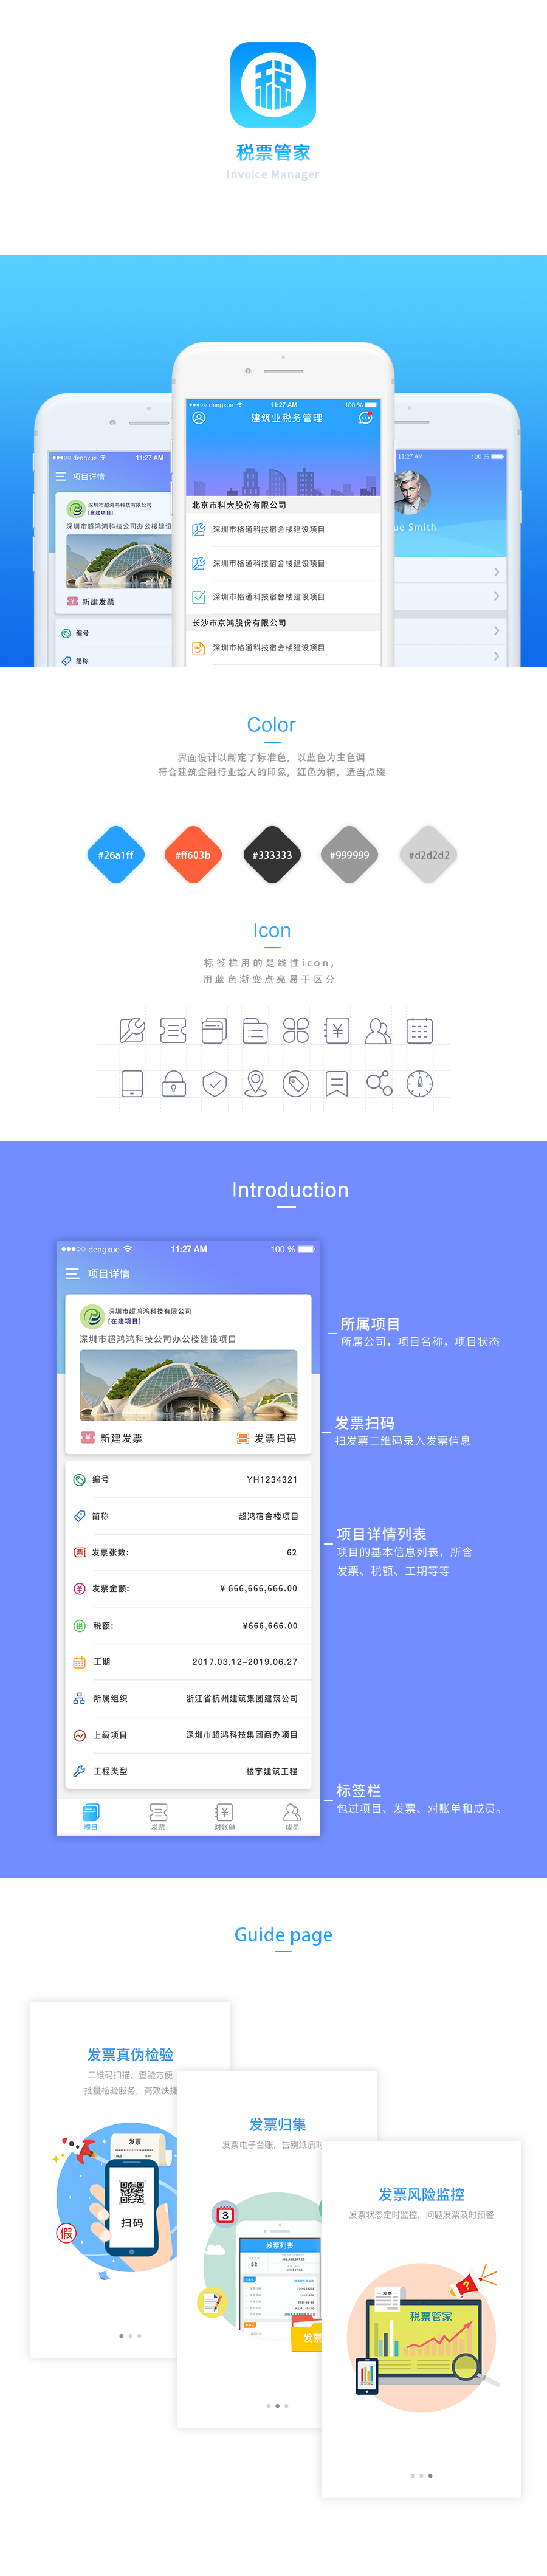 税
税票管家
Invoice Manager
dengxue
11:27 AM
100 %
建筑业税务管理
北京市科大股份有限公司
深圳市格通科技宿舍楼建设项目
深圳市格通科技宿舍楼建设项目
深圳市格通科技宿舍楼建设项目
长沙市京鸿股份有限公司
深圳市格通科技宿舍楼建设项目
dengxue
11:27 AM
项目详情
深圳市超鸿鸿科技有限公司
[在建项目]
深圳市超鸿鸿科技公司办公楼建设
新建发票
编号
简称
11:27 AM
100 %
ue Smith
Color
界面设计以制定了标准色，以蓝色为主色调
符合建筑金融行业给人的印象，红色为辅，适当点缀
#26a1ff
#ff603b
#333333
#999999
#d2d2d2
Icon
标签栏用的是线性icon，
用蓝色渐变点亮易于区分
Introduction
dengxue
11:27 AM
100 %
项目详情
深圳市超鸿鸿科技有限公司
[在建项目]
深圳市超鸿鸿科技公司办公楼建设项目
新建发票
发票扫码
编号 YH1234321
简称 超鸿宿舍楼项目
发票张数: 62
发票金额: ¥ 666,666,666.00
税额: ¥666,666.00
工期 2017.03.12-2019.06.27
所属组织 浙江省杭州建筑集团建筑公司
上级项目 深圳市超鸿科技集团商办项目
工程类型 楼宇建筑工程
项目
发票
对账单
成员
所属项目
所属公司，项目名称，项目状态
发票扫码
扫发票二维码录入发票信息
项目详情列表
项目的基本信息列表，所含
发票、税额、工期等等
标签栏
包过项目、发票、对账单和成员。
Guide page
发票真伪检验
二维码扫描，查验方便
批量检验服务，高效快捷
发票
扫码
假
发票归集
发票电子台账，告别纸质时
3
发票列表
52
发票
发票风险监控
发票状态定时监控，问题发票及时预警
发票
税票管家
?